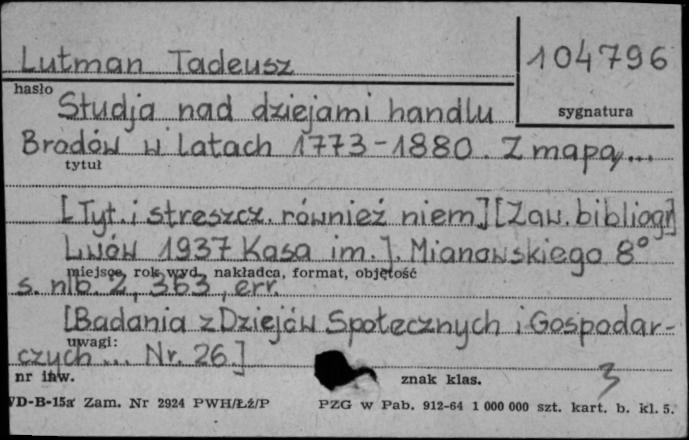 Lutman Tadeusz
104796
hasło
sygnatura
Studja nad dziejami handlu
Brodów w latach 1773-1880. Z mapą,...
tytuł
[Tyt. i streszcz. również niem.] [Zaw. bibliogr.]
Lwów 1937 Kasa im. J. Mianowskiego 8°
miejsce, rok wyd., nakładca, format, objętość
s. nlb. 2, 363, err.
[Badania z Dziejów Społecznych i Gospodar-
uwagi:
czych... Nr. 26.]
nr inw.
znak klas.
3
VD-B-15a Zam. Nr 2924 PWH/Łź/P
PZG w Pab. 912-64 1 000 000 szt. kart. b. kl. 5.